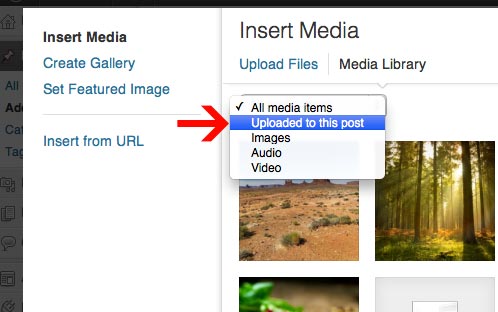 Insert Media
Create Gallery
Set Featured Image
Insert from URL
Insert Media
Upload Files
Media Library
✓ All media items
Uploaded to this post
Images
Audio
Video
All
Add
Cat
Tag